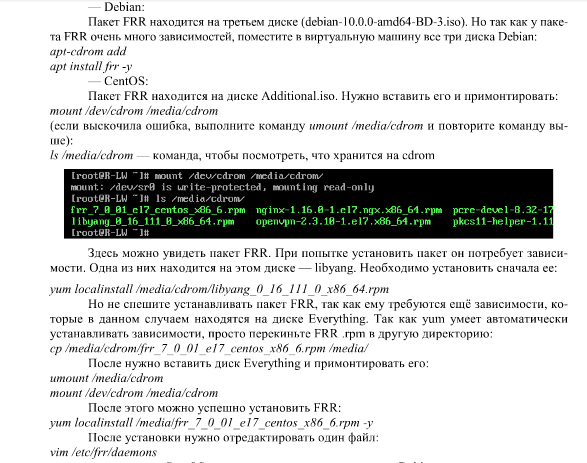 — Debian:
Пакет FRR находится на третьем диске (debian-10.0.0-amd64-BD-3.iso). Но так как у паке-
та FRR очень много зависимостей, поместите в виртуальную машину все три диска Debian:
apt-cdrom add
apt install frr -y
— CentOS:
Пакет FRR находится на диске Additional.iso. Нужно вставить его и примонтировать:
mount /dev/cdrom /media/cdrom
(если выскочила ошибка, выполните команду umount /media/cdrom и повторите команду вы-
ше):
ls /media/cdrom — команда, чтобы посмотреть, что хранится на cdrom
[root@R-LW ~]# mount /dev/cdrom /media/cdrom/
mount: /dev/sr0 is write-protected, mounting read-only
[root@R-LW ~]# ls /media/cdrom/
frr_7_0_01_el7_centos_x86_6.rpm nginx-1.16.0-1.el7.ngx.x86_64.rpm pcre-devel-8.32-17
libyang_0_16_111_0_x86_64.rpm openvpn-2.3.10-1.el7.x86_64.rpm pkcs11-helper-1.11
[root@R-LW ~]#
Здесь можно увидеть пакет FRR. При попытке установить пакет он потребует зависи-
мости. Одна из них находится на этом диске — libyang. Необходимо установить сначала ее:
yum localinstall /media/cdrom/libyang_0_16_111_0_x86_64.rpm
Но не спешите устанавливать пакет FRR, так как ему требуются ещё зависимости, ко-
торые в данном случаем находятся на диске Everything. Так как yum умеет автоматически
устанавливать зависимости, просто перекиньте FRR .rpm в другую директорию:
cp /media/cdrom/frr_7_0_01_e17_centos_x86_6.rpm /media/
После нужно вставить диск Everything и примонтировать его:
umount /media/cdrom
mount /dev/cdrom /media/cdrom
После этого можно успешно установить FRR:
yum localinstall /media/frr_7_0_01_e17_centos_x86_6.rpm -y
После установки нужно отредактировать один файл:
vim /etc/frr/daemons